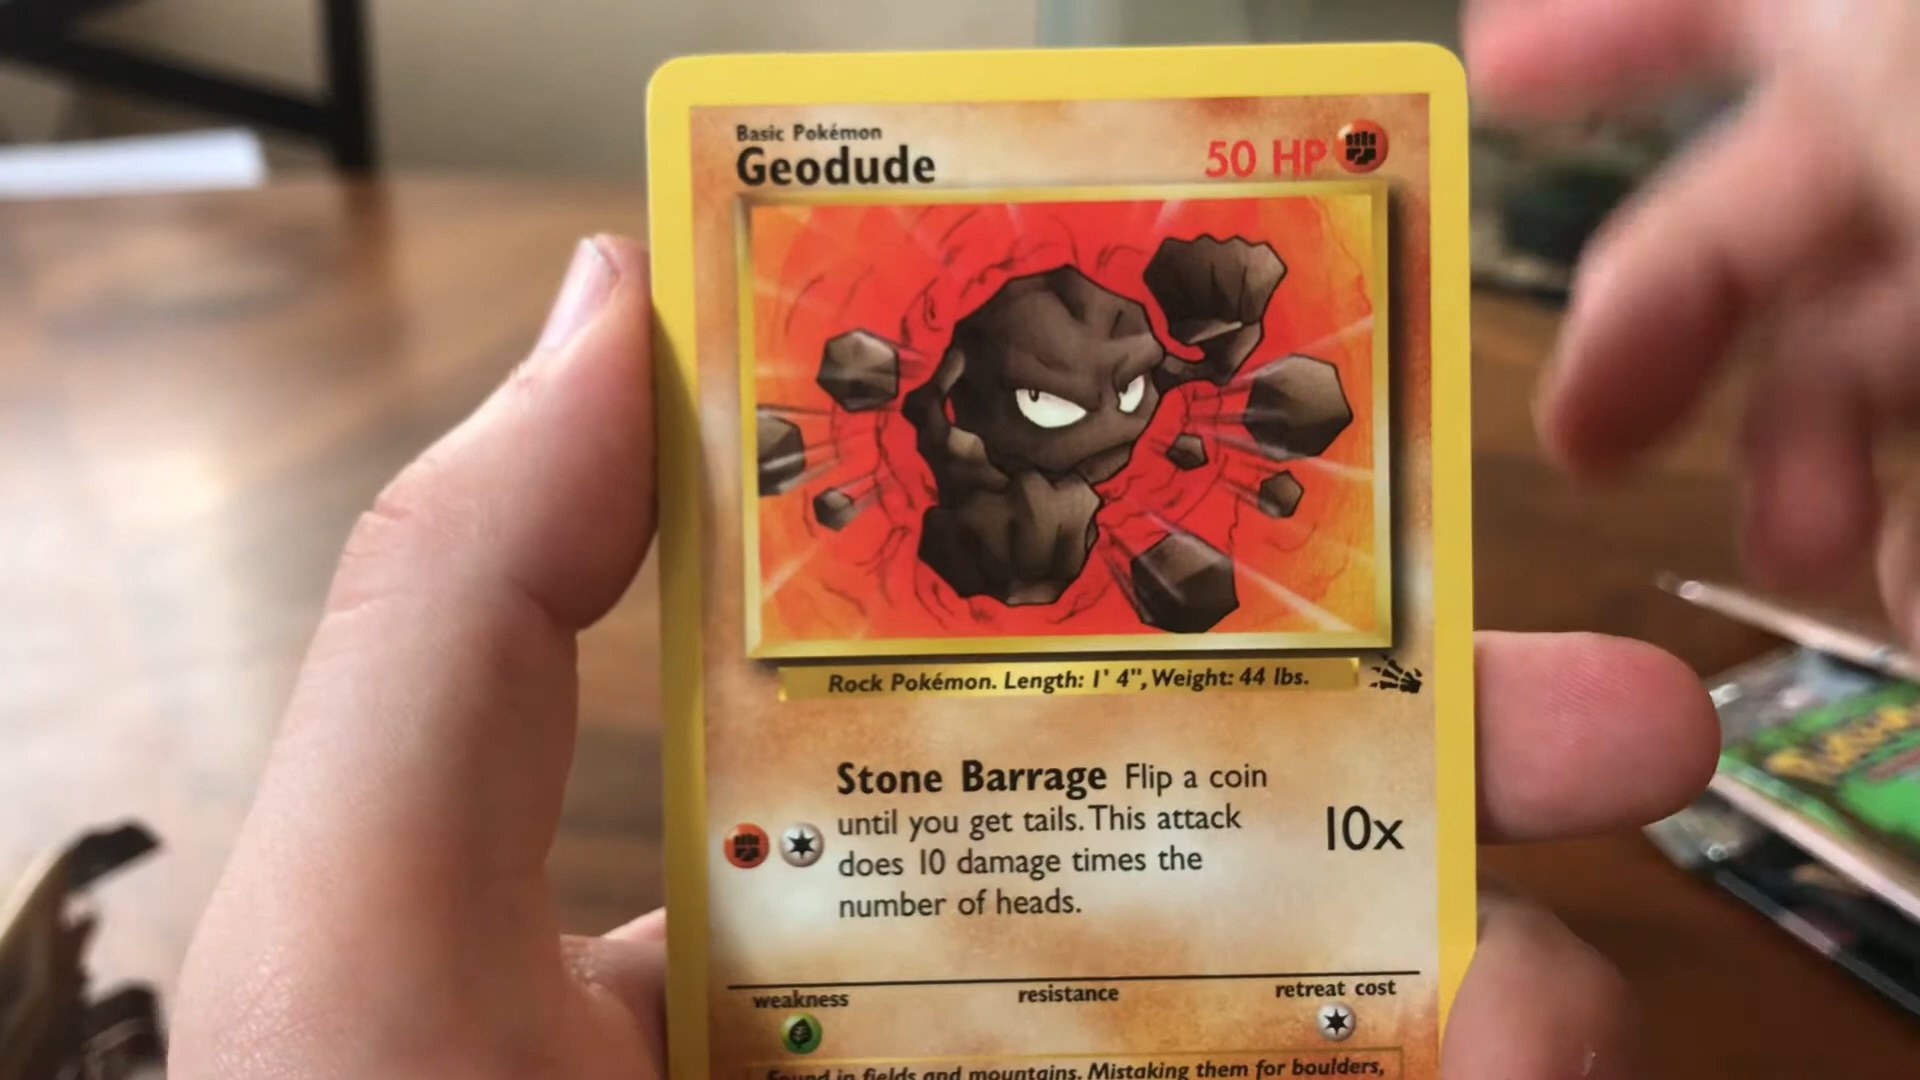 Basic Pokémon
Geodude
50 HP
Rock Pokémon. Length: 1' 4", Weight: 44 lbs.
Stone Barrage Flip a coin
until you get tails. This attack
does 10 damage times the
number of heads.
10x
weakness
resistance
retreat cost
Found in fields and mountains. Mistaking them for boulders,
Pokémon